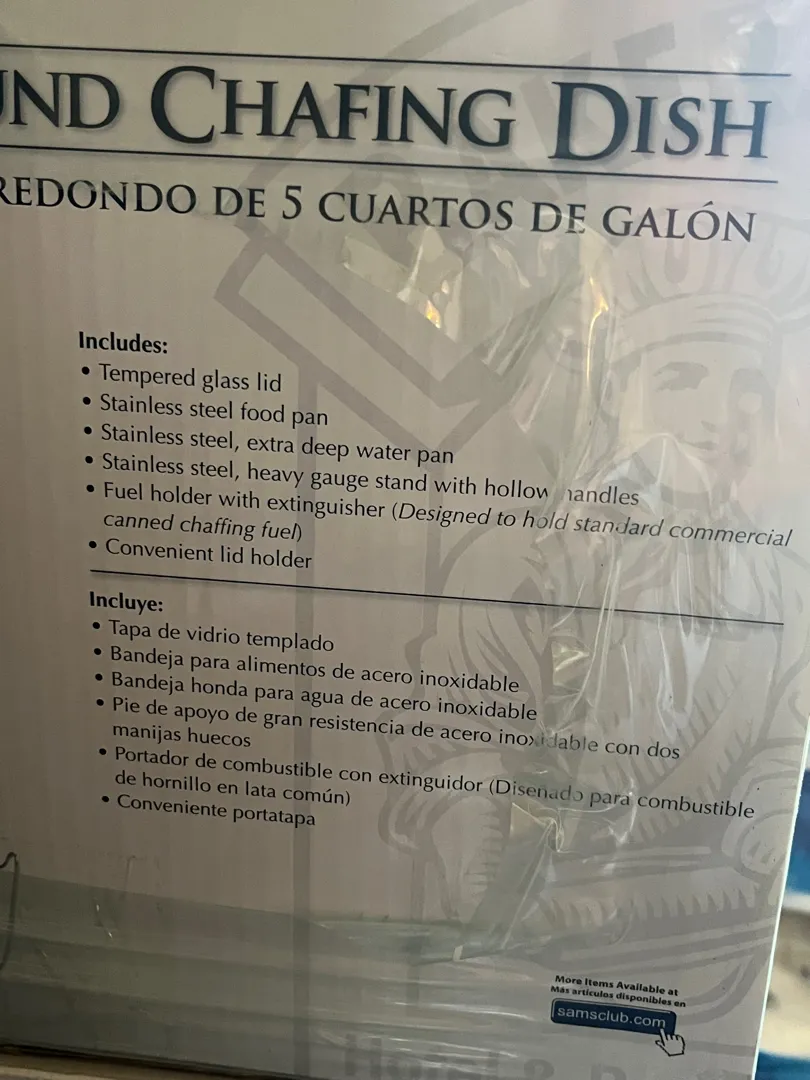 UND CHAFING DISH
REDONDO DE 5 CUARTOS DE GALÓN
Includes:
• Tempered glass lid
• Stainless steel food pan
• Stainless steel, extra deep water pan
• Stainless steel, heavy gauge stand with hollow handles
• Fuel holder with extinguisher (Designed to hold standard commercial
canned chaffing fuel)
• Convenient lid holder
Incluye:
• Tapa de vidrio templado
• Bandeja para alimentos de acero inoxidable
• Bandeja honda para agua de acero inoxidable
• Pie de apoyo de gran resistencia de acero inoxidable con dos
manijas huecos
• Portador de combustible con extinguidor (Disenado para combustible
de hornillo en lata común)
• Conveniente portatapa
More Items Available at
Más artículos disponibles en
samsclub.com